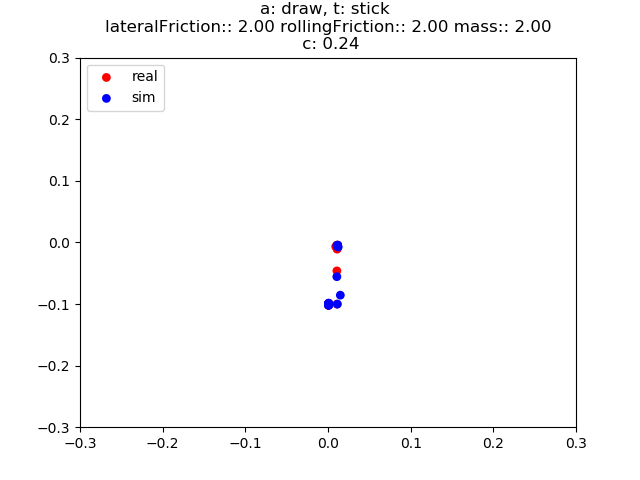 a: draw, t: stick
lateralFriction:: 2.00 rollingFriction:: 2.00 mass:: 2.00
c: 0.24
real
sim
0.3
0.2
0.1
0.0
−0.1
−0.2
−0.3
−0.3
−0.2
−0.1
0.0
0.1
0.2
0.3